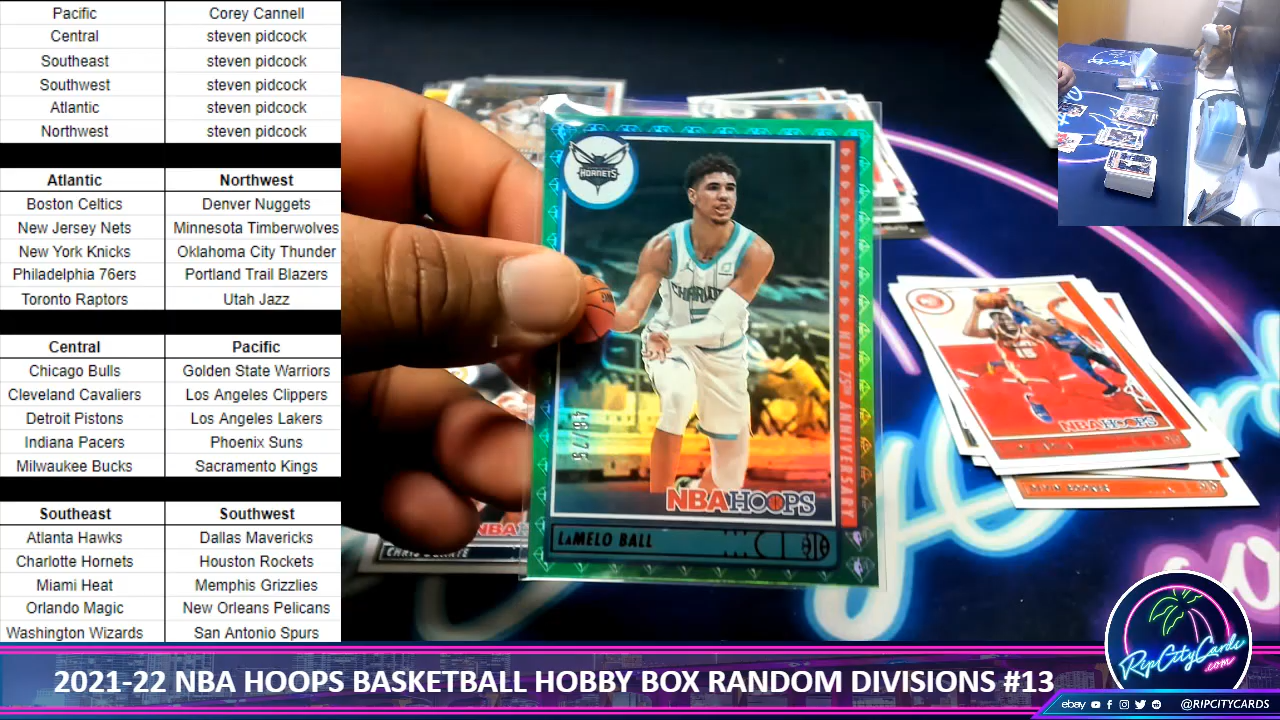 Pacific Corey Cannell
Central steven pidcock
Southeast steven pidcock
Southwest steven pidcock
Atlantic steven pidcock
Northwest steven pidcock
Atlantic Northwest
Boston Celtics Denver Nuggets
New Jersey Nets Minnesota Timberwolves
New York Knicks Oklahoma City Thunder
Philadelphia 76ers Portland Trail Blazers
Toronto Raptors Utah Jazz
Central Pacific
Chicago Bulls Golden State Warriors
Cleveland Cavaliers Los Angeles Clippers
Detroit Pistons Los Angeles Lakers
Indiana Pacers Phoenix Suns
Milwaukee Bucks Sacramento Kings
Southeast Southwest
Atlanta Hawks Dallas Mavericks
Charlotte Hornets Houston Rockets
Miami Heat Memphis Grizzlies
Orlando Magic New Orleans Pelicans
Washington Wizards San Antonio Spurs
HORNETS
NBA 75TH ANNIVERSARY
NBA HOOPS
LaMELO BALL
NBA HOOPS
RipCityCards
.com
2021-22 NBA HOOPS BASKETBALL HOBBY BOX RANDOM DIVISIONS #13
ebay @RIPCITYCARDS